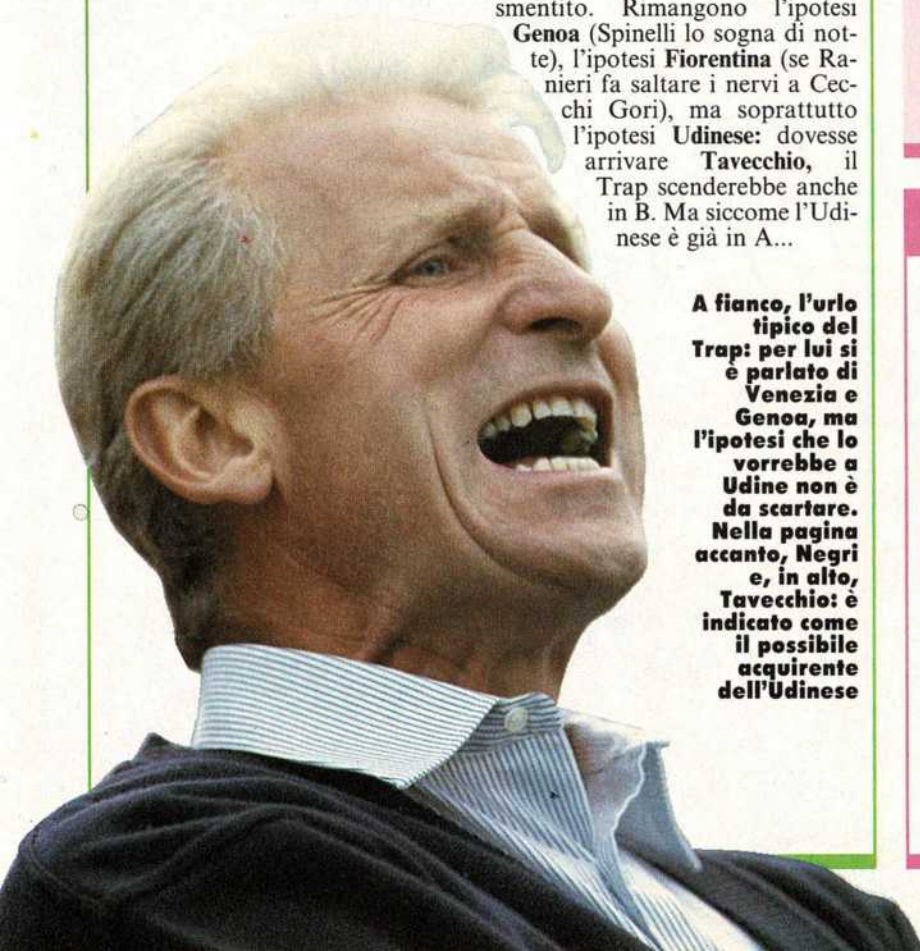 smentito. Rimangono l'ipotesi
Genoa (Spinelli lo sogna di not-
te), l'ipotesi Fiorentina (se Ra-
nieri fa saltare i nervi a Cec-
chi Gori), ma soprattutto
l'ipotesi Udinese: dovesse
arrivare Tavecchio, il
Trap scenderebbe anche
in B. Ma siccome l'Udi-
nese è già in A...
A fianco, l'urlo
tipico del
Trap: per lui si
è parlato di
Venezia e
Genoa, ma
l'ipotesi che lo
vorrebbe a
Udine non è
da scartare.
Nella pagina
accanto, Negri
e, in alto,
Tavecchio: è
indicato come
il possibile
acquirente
dell'Udinese